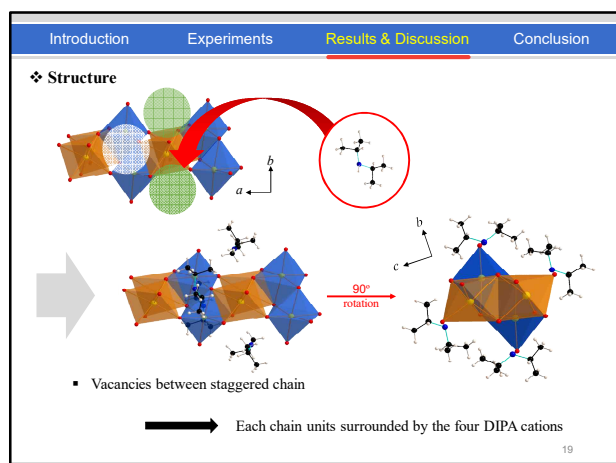 Introduction Experiments Results & Discussion Conclusion
❖ Structure
b
a
b
c
90°
rotation
▪ Vacancies between staggered chain
Each chain units surrounded by the four DIPA cations
19